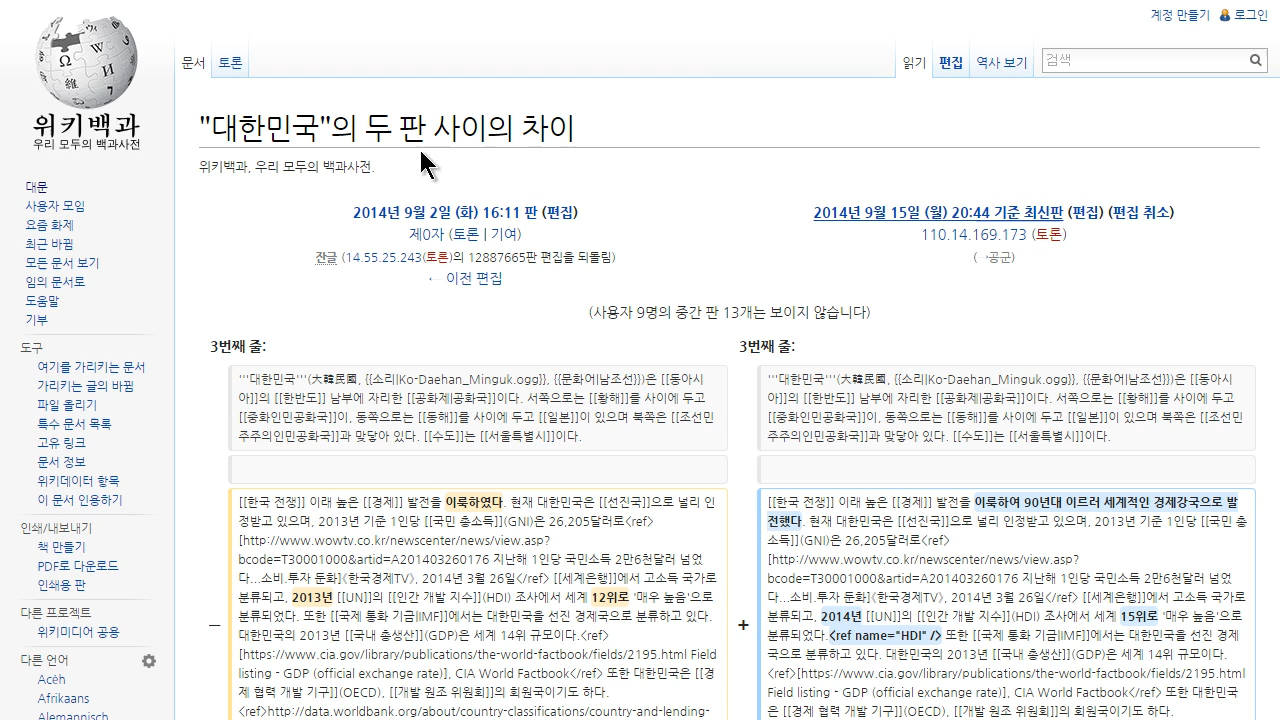 계정 만들기 로그인
위키백과
우리 모두의 백과사전
문서 토론 읽기 편집 역사 보기 검색
"대한민국"의 두 판 사이의 차이
위키백과, 우리 모두의 백과사전.
대문
사용자 모임
요즘 화제
최근 바뀜
모든 문서 보기
임의 문서로
도움말
기부
도구
여기를 가리키는 문서
가리키는 글의 바뀜
파일 올리기
특수 문서 목록
고유 링크
문서 정보
위키데이터 항목
이 문서 인용하기
인쇄/내보내기
책 만들기
PDF로 다운로드
인쇄용 판
다른 프로젝트
위키미디어 공용
다른 언어
Acèh
Afrikaans
Alemannisch
2014년 9월 2일 (화) 16:11 판 (편집)
제0자 (토론 | 기여)
잔글 (14.55.25.243(토론)의 12887665판 편집을 되돌림)
← 이전 편집
2014년 9월 15일 (월) 20:44 기준 최신판 (편집) (편집 취소)
110.14.169.173 (토론)
(→공군)
(사용자 9명의 중간 판 13개는 보이지 않습니다)
3번째 줄:
'''대한민국'''(大韓民國, {{소리|Ko-Daehan_Minguk.ogg}}, {{문화어|남조선}})은 [[동아시
아]]의 [[한반도]] 남부에 자리한 [[공화제|공화국]]이다. 서쪽으로는 [[황해]]를 사이에 두고
[[중화인민공화국]]이, 동쪽으로는 [[동해]]를 사이에 두고 [[일본]]이 있으며 북쪽은 [[조선민
주주의인민공화국]]과 맞닿아 있다. [[수도]]는 [[서울특별시]]이다.
− [[한국 전쟁]] 이래 높은 [[경제]] 발전을 이룩하였다. 현재 대한민국은 [[선진국]]으로 널리 인
정받고 있으며, 2013년 기준 1인당 [[국민 총소득]](GNI)은 26,205달러로<ref>
[http://www.wowtv.co.kr/newscenter/news/view.asp?
bcode=T30001000&artid=A201403260176 지난해 1인당 국민소득 2만6천달러 넘었
다...소비.투자 둔화]《한국경제TV》, 2014년 3월 26일</ref> [[세계은행]]에서 고소득 국가로
분류되고, 2013년 [[UN]]의 [[인간 개발 지수]](HDI) 조사에서 세계 12위로 '매우 높음'으로
분류되었다. 또한 [[국제 통화 기금|IMF]]에서는 대한민국을 선진 경제국으로 분류하고 있다.
대한민국의 2013년 [[국내 총생산]](GDP)은 세계 14위 규모이다.<ref>
[https://www.cia.gov/library/publications/the-world-factbook/fields/2195.html Field
listing - GDP (official exchange rate)], CIA World Factbook</ref> 또한 대한민국은 [[경
제 협력 개발 기구]](OECD), [[개발 원조 위원회]]의 회원국이기도 하다.
<ref>http://data.worldbank.org/about/country-classifications/country-and-lending-
3번째 줄:
'''대한민국'''(大韓民國, {{소리|Ko-Daehan_Minguk.ogg}}, {{문화어|남조선}})은 [[동아시
아]]의 [[한반도]] 남부에 자리한 [[공화제|공화국]]이다. 서쪽으로는 [[황해]]를 사이에 두고
[[중화인민공화국]]이, 동쪽으로는 [[동해]]를 사이에 두고 [[일본]]이 있으며 북쪽은 [[조선민
주주의인민공화국]]과 맞닿아 있다. [[수도]]는 [[서울특별시]]이다.
+ [[한국 전쟁]] 이래 높은 [[경제]] 발전을 이룩하여 90년대 이르러 세계적인 경제강국으로 발
전했다. 현재 대한민국은 [[선진국]]으로 널리 인정받고 있으며, 2013년 기준 1인당 [[국민 총
소득]](GNI)은 26,205달러로<ref>
[http://www.wowtv.co.kr/newscenter/news/view.asp?
bcode=T30001000&artid=A201403260176 지난해 1인당 국민소득 2만6천달러 넘었
다...소비.투자 둔화]《한국경제TV》, 2014년 3월 26일</ref> [[세계은행]]에서 고소득 국가로
분류되고, 2014년 [[UN]]의 [[인간 개발 지수]](HDI) 조사에서 세계 15위로 '매우 높음'으로
분류되었다.<ref name="HDI" /> 또한 [[국제 통화 기금|IMF]]에서는 대한민국을 선진 경제
국으로 분류하고 있다. 대한민국의 2013년 [[국내 총생산]](GDP)은 세계 14위 규모이다.
<ref>[https://www.cia.gov/library/publications/the-world-factbook/fields/2195.html
Field listing - GDP (official exchange rate)], CIA World Factbook</ref> 또한 대한민국
은 [[경제 협력 개발 기구]](OECD), [[개발 원조 위원회]]의 회원국이기도 하다.